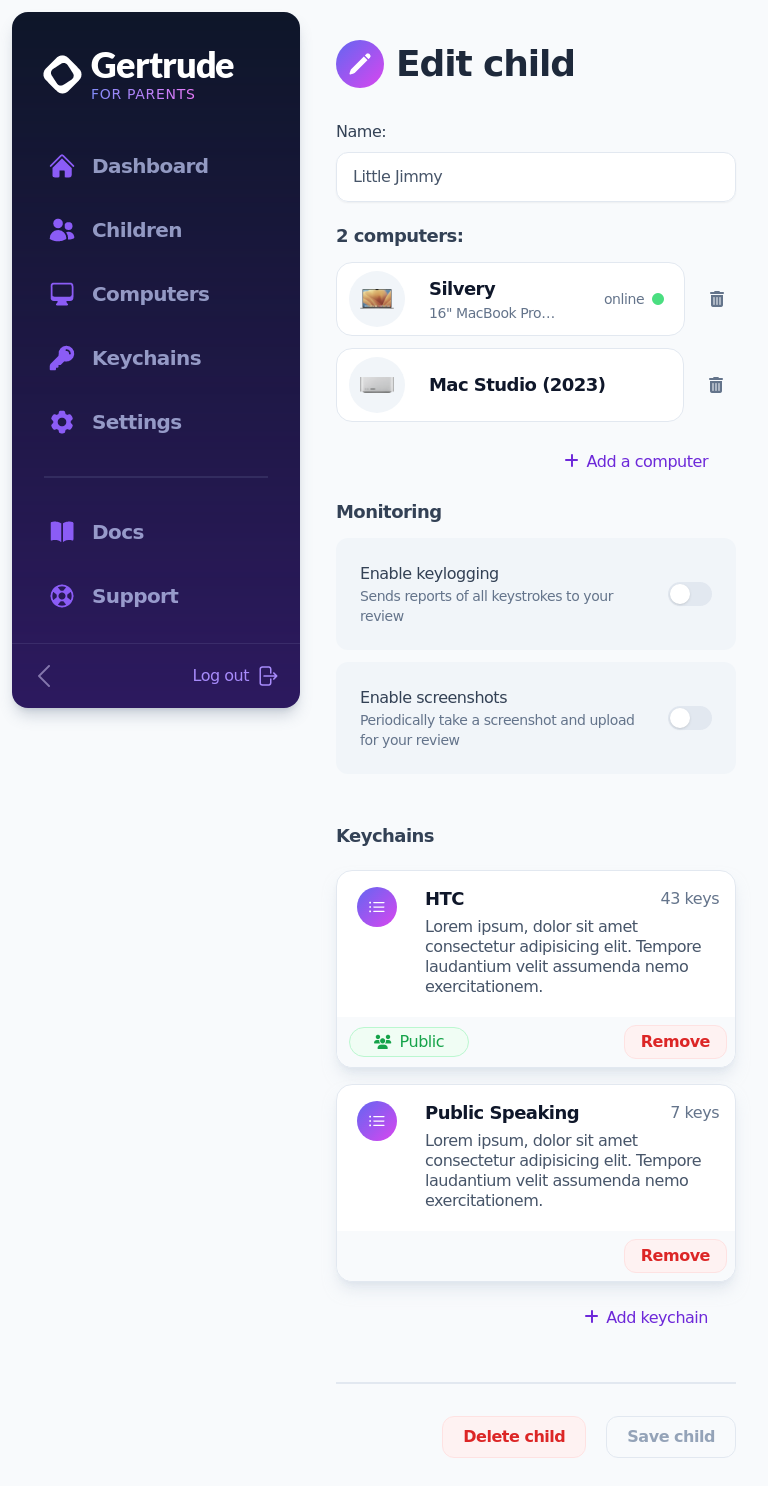 Gertrude
FOR PARENTS
Dashboard
Children
Computers
Keychains
Settings
Docs
Support
Log out
Edit child
Name:
Little Jimmy
2 computers:
Silvery
16" MacBook Pro...
online
Mac Studio (2023)
Add a computer
Monitoring
Enable keylogging
Sends reports of all keystrokes to your
review
Enable screenshots
Periodically take a screenshot and upload
for your review
Keychains
HTC
43 keys
Lorem ipsum, dolor sit amet
consectetur adipisicing elit. Tempore
laudantium velit assumenda nemo
exercitationem.
Public
Remove
Public Speaking
7 keys
Lorem ipsum, dolor sit amet
consectetur adipisicing elit. Tempore
laudantium velit assumenda nemo
exercitationem.
Remove
Add keychain
Delete child
Save child